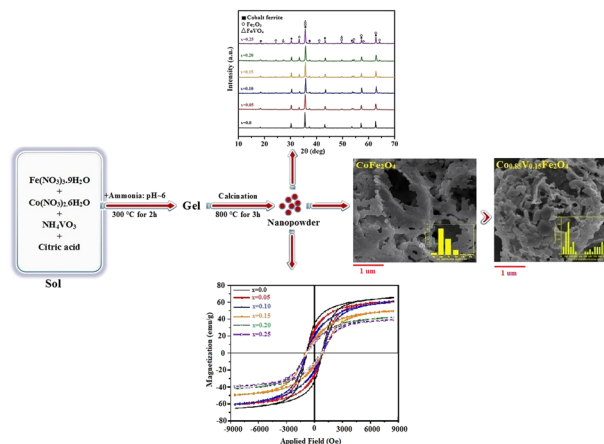 ■ Cobalt ferrite
○ Fe₂O₃
△ FeVO₄
x=0.25
x=0.20
x=0.15
x=0.10
x=0.05
x=0.0
Intensity (a.u.)
10 20 30 40 50 60 70
2θ (deg)
Fe(NO3)3.9H2O
+
Co(NO3)2.6H2O
+
NH4VO3
+
Citric acid
Sol
+Ammonia: pH~6
300 °C for 2h
Gel
Calcination
800 °C for 3h
Nanopowder
CoFe2O4
1 um
Co0.85V0.15Fe2O4
1 um
x=0.0
x=0.05
x=0.10
x=0.15
x=0.20
x=0.25
Magnetization (emu/g)
80
60
40
20
0
-20
-40
-60
-80
-9000 -6000 -3000 0 3000 6000 9000
Applied Field (Oe)